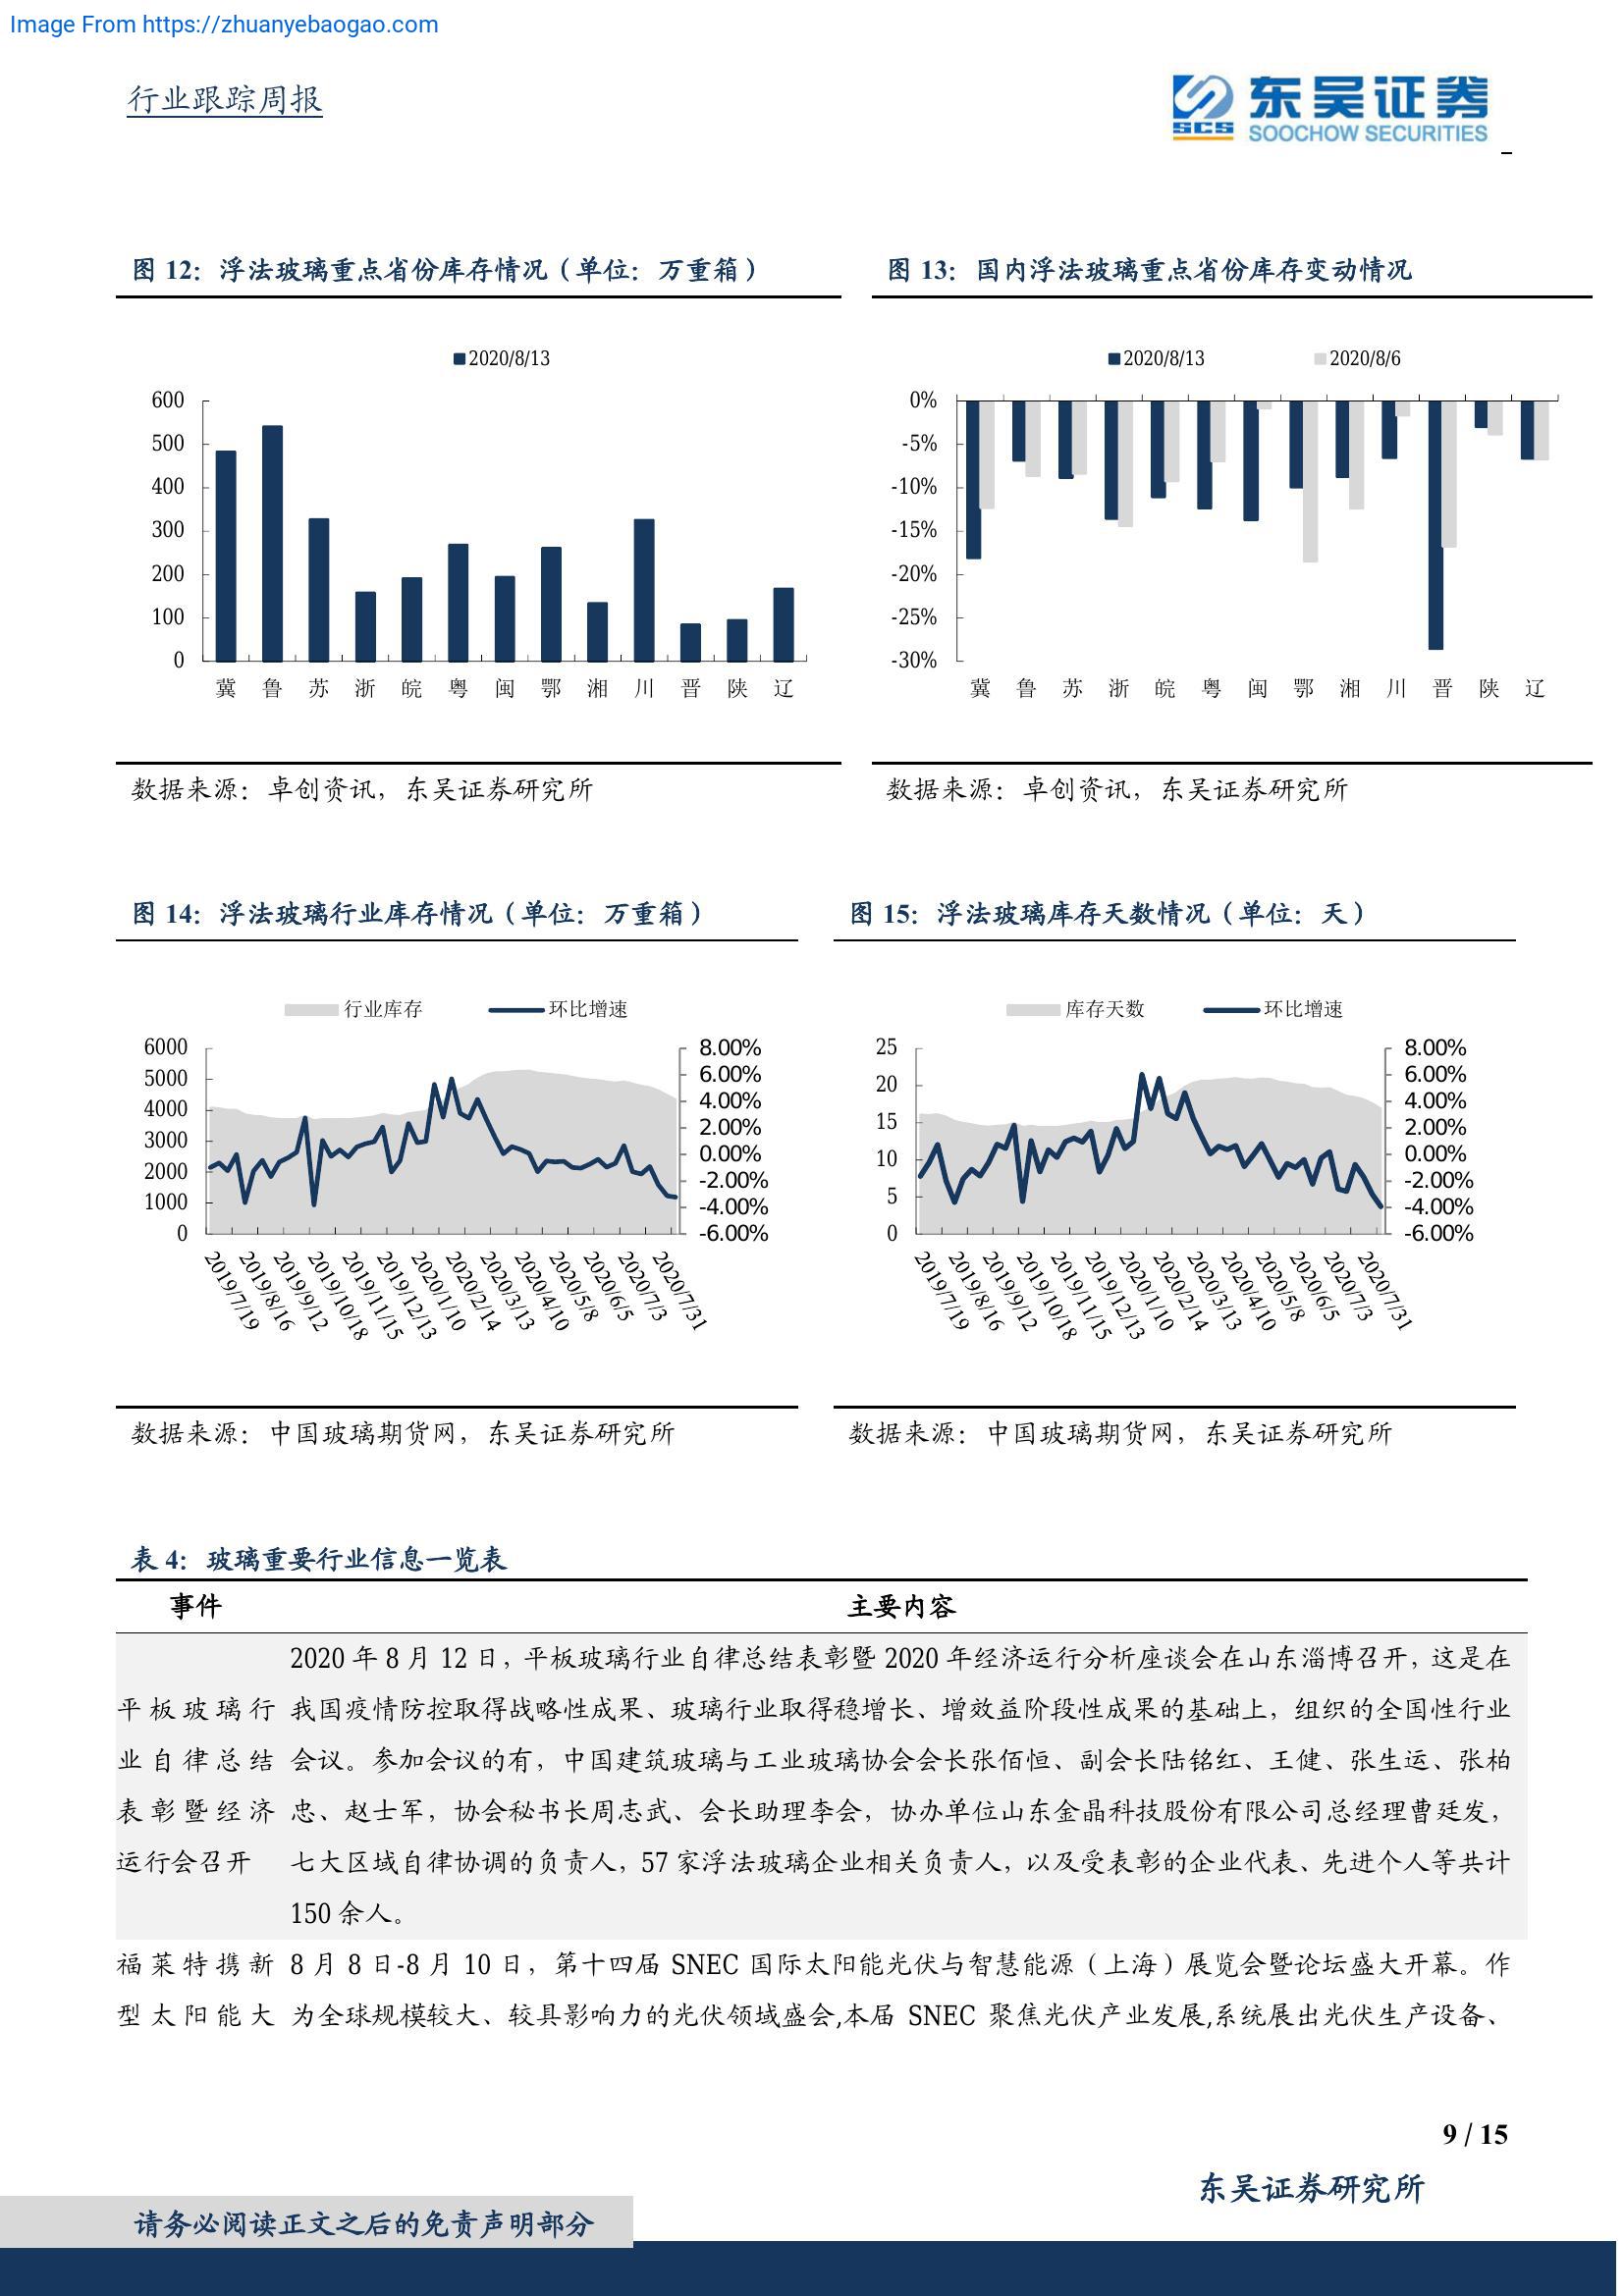 Image From https://zhuanyebaogao.com
行业跟踪周报
东吴证券
SCS
SOOCHOW SECURITIES
图 12：浮法玻璃重点省份库存情况（单位：万重箱）
2020/8/13
600
500
400
300
200
100
0
冀 鲁 苏 浙 皖 粤 闽 鄂 湘 川 晋 陕 辽
数据来源：卓创资讯，东吴证券研究所
图 13：国内浮法玻璃重点省份库存变动情况
2020/8/13 2020/8/6
0%
-5%
-10%
-15%
-20%
-25%
-30%
冀 鲁 苏 浙 皖 粤 闽 鄂 湘 川 晋 陕 辽
数据来源：卓创资讯，东吴证券研究所
图 14：浮法玻璃行业库存情况（单位：万重箱）
行业库存 环比增速
6000
5000
4000
3000
2000
1000
0
8.00%
6.00%
4.00%
2.00%
0.00%
-2.00%
-4.00%
-6.00%
2019/7/19 2019/8/16 2019/9/12 2019/10/18 2019/11/15 2019/12/13 2020/1/10 2020/2/14 2020/3/13 2020/4/10 2020/5/8 2020/6/5 2020/7/3 2020/7/31
数据来源：中国玻璃期货网，东吴证券研究所
图 15：浮法玻璃库存天数情况（单位：天）
库存天数 环比增速
25
20
15
10
5
0
8.00%
6.00%
4.00%
2.00%
0.00%
-2.00%
-4.00%
-6.00%
2019/7/19 2019/8/16 2019/9/12 2019/10/18 2019/11/15 2019/12/13 2020/1/10 2020/2/14 2020/3/13 2020/4/10 2020/5/8 2020/6/5 2020/7/3 2020/7/31
数据来源：中国玻璃期货网，东吴证券研究所
表 4：玻璃重要行业信息一览表
事件 主要内容
平板玻璃行
业自律总结
表彰暨经济
运行会召开
2020 年 8 月 12 日，平板玻璃行业自律总结表彰暨 2020 年经济运行分析座谈会在山东淄博召开，这是在
我国疫情防控取得战略性成果、玻璃行业取得稳增长、增效益阶段性成果的基础上，组织的全国性行业
会议。参加会议的有，中国建筑玻璃与工业玻璃协会会长张佰恒、副会长陆铭红、王健、张生运、张柏
忠、赵士军，协会秘书长周志武、会长助理李会，协办单位山东金晶科技股份有限公司总经理曹廷发，
七大区域自律协调的负责人，57 家浮法玻璃企业相关负责人，以及受表彰的企业代表、先进个人等共计
150 余人。
福莱特携新
型太阳能大
8 月 8 日-8 月 10 日，第十四届 SNEC 国际太阳能光伏与智慧能源（上海）展览会暨论坛盛大开幕。作
为全球规模较大、较具影响力的光伏领域盛会,本届 SNEC 聚焦光伏产业发展,系统展出光伏生产设备、
9 / 15
东吴证券研究所
请务必阅读正文之后的免责声明部分